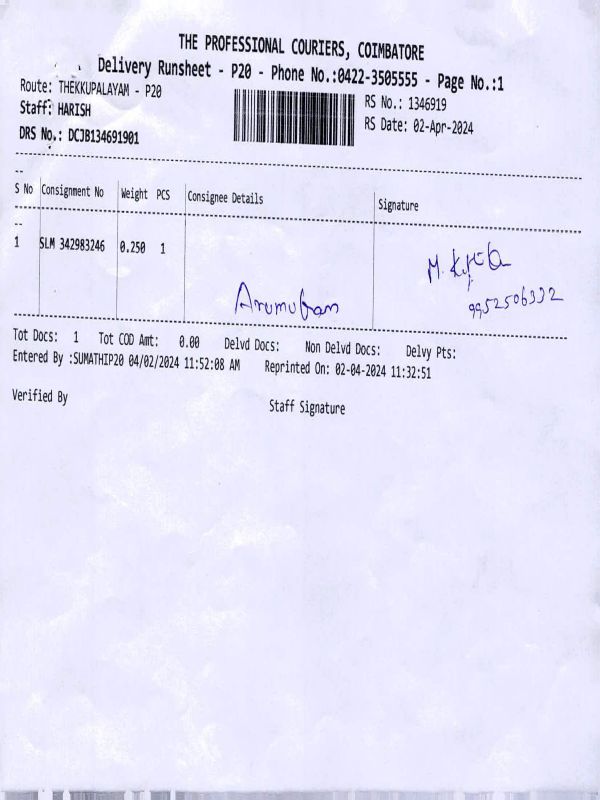 THE PROFESSIONAL COURIERS, COIMBATORE
Delivery Runsheet - P20 - Phone No.:0422-3505555 - Page No.:1
Route: THEKKUPALAYAM - P20
Staff: HARISH
DRS No.: DCJB134691901
RS No.: 1346919
RS Date: 02-Apr-2024
--
S No Consignment No Weight PCS Consignee Details Signature
--
1 SLM 342983246 0.250 1
Arumugam
M.
9952506332
Tot Docs: 1 Tot COD Amt: 0.00 Delvd Docs: Non Delvd Docs: Delvy Pts:
Entered By :SUMATHIP20 04/02/2024 11:52:08 AM Reprinted On: 02-04-2024 11:32:51
Verified By Staff Signature